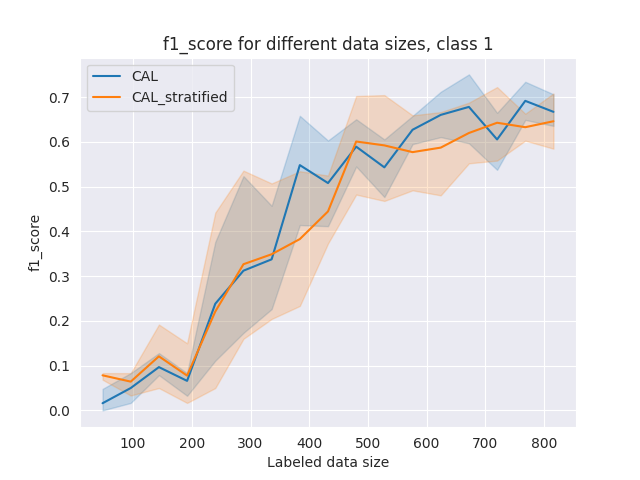 f1_score for different data sizes, class 1
CAL
CAL_stratified
f1_score
0.7
0.6
0.5
0.4
0.3
0.2
0.1
0.0
100 200 300 400 500 600 700 800
Labeled data size